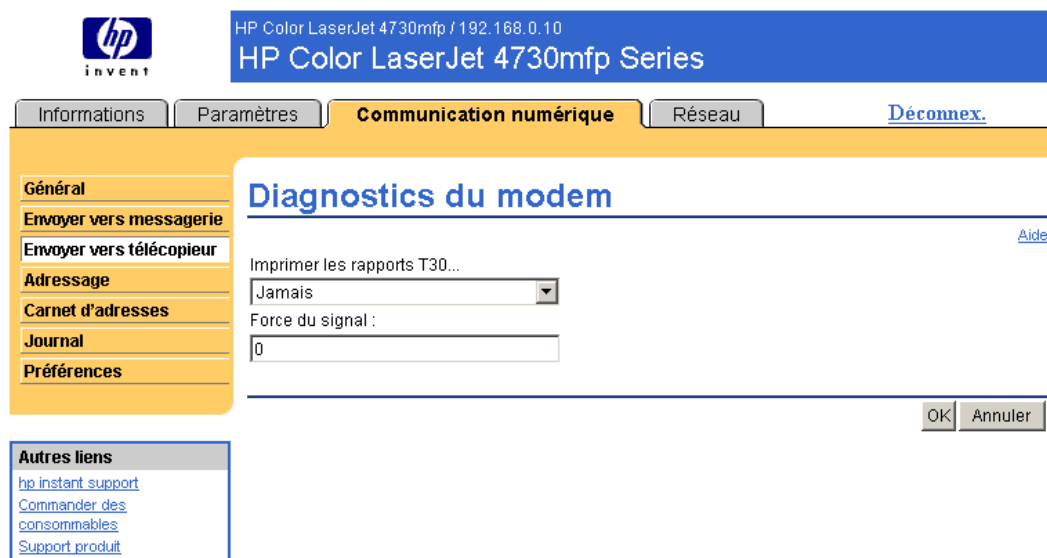 hp
invent
HP Color LaserJet 4730mfp / 192.168.0.10
HP Color LaserJet 4730mfp Series
Informations
Paramètres
Communication numérique
Réseau
Déconnex.
Général
Envoyer vers messagerie
Envoyer vers télécopieur
Adressage
Carnet d'adresses
Journal
Préférences
Diagnostics du modem
Aide
Imprimer les rapports T30...
Jamais
Force du signal :
0
OK
Annuler
Autres liens
hp instant support
Commander des
consommables
Support produit